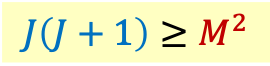 J(J + 1) ≥ M²